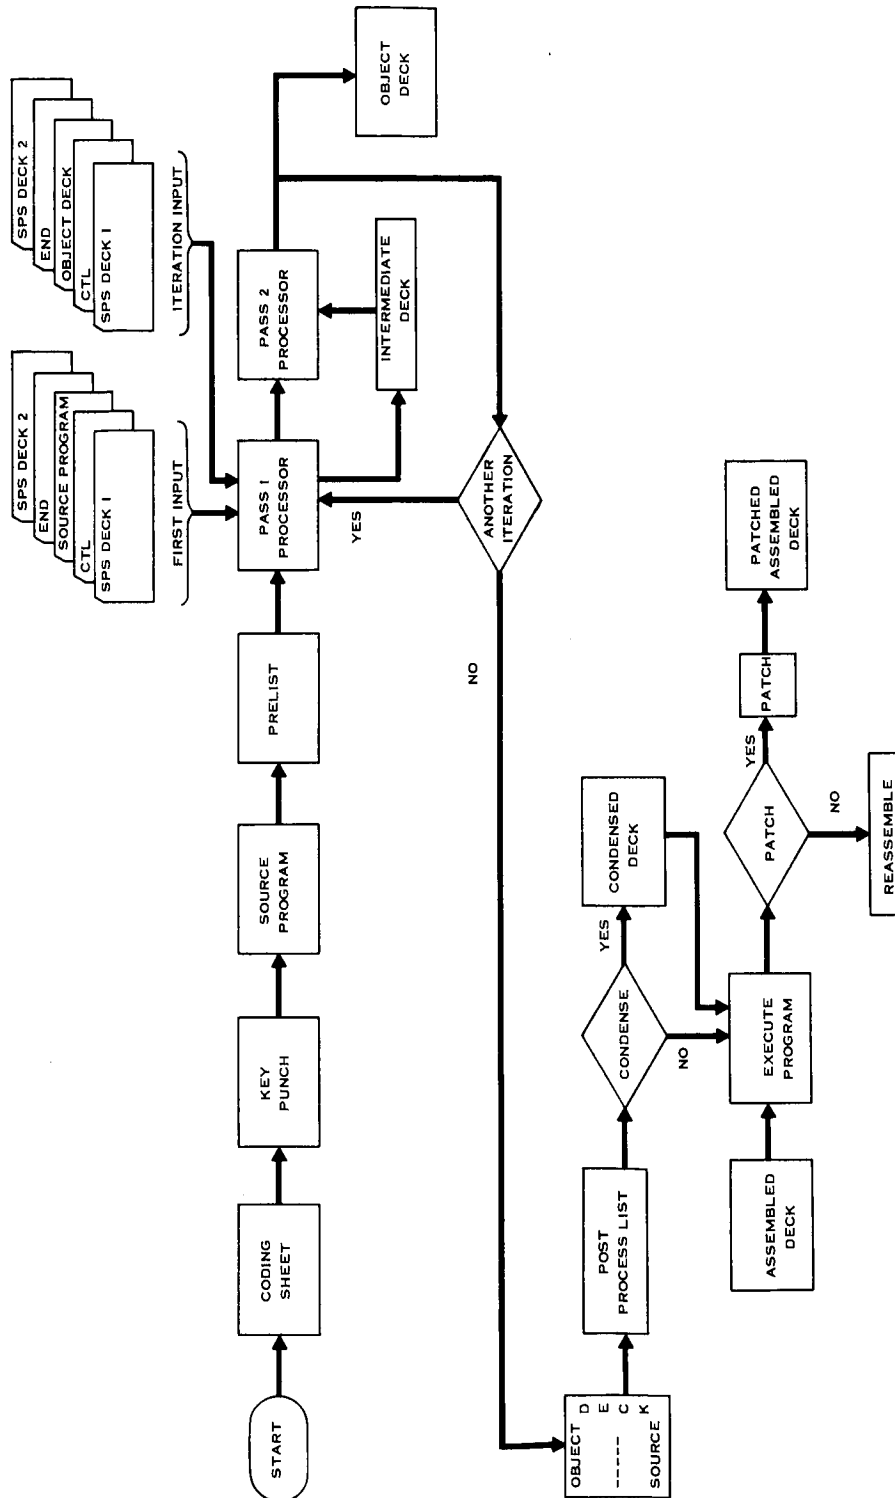 START
CODING
SHEET
KEY
PUNCH
SOURCE
PROGRAM
PRELIST
SPS DECK 2
END
SOURCE PROGRAM
CTL
SPS DECK 1
FIRST INPUT
SPS DECK 2
END
OBJECT DECK
CTL
SPS DECK 1
ITERATION INPUT
PASS 1
PROCESSOR
PASS 2
PROCESSOR
INTERMEDIATE
DECK
OBJECT
DECK
YES
ANOTHER
ITERATION
NO
OBJECT
-----
SOURCE
DECK
POST
PROCESS LIST
CONDENSE
YES
NO
CONDENSED
DECK
ASSEMBLED
DECK
EXECUTE
PROGRAM
PATCH
YES
PATCH
PATCHED
ASSEMBLED
DECK
NO
REASSEMBLE